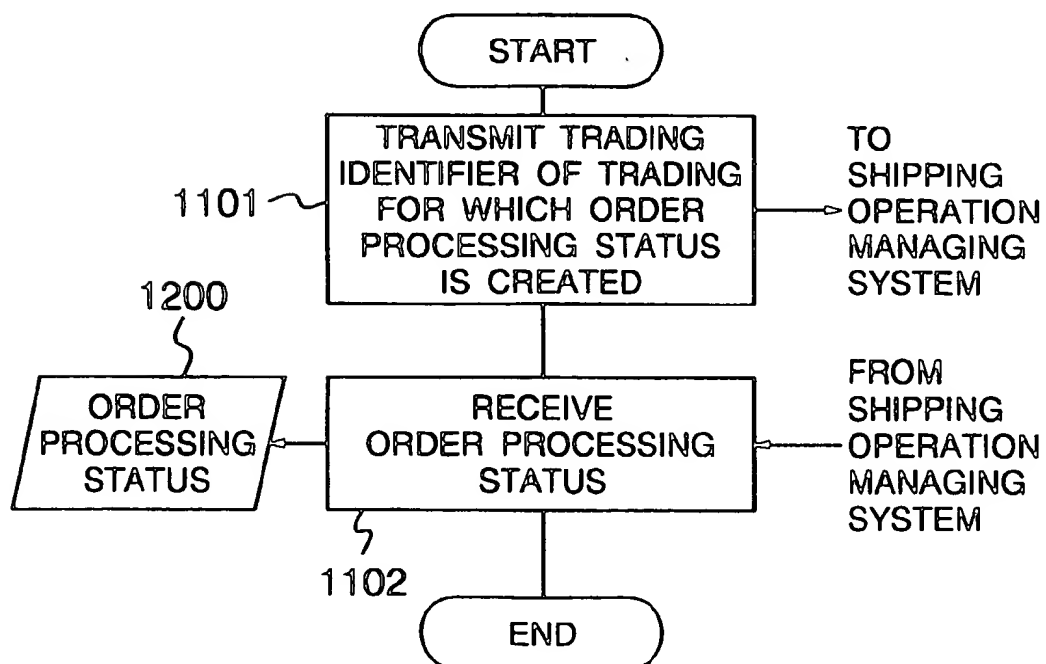 START
TRANSMIT TRADING
IDENTIFIER OF TRADING
FOR WHICH ORDER
PROCESSING STATUS
IS CREATED
1101
TO
SHIPPING
OPERATION
MANAGING
SYSTEM
1200
ORDER
PROCESSING
STATUS
RECEIVE
ORDER PROCESSING
STATUS
1102
FROM
SHIPPING
OPERATION
MANAGING
SYSTEM
END